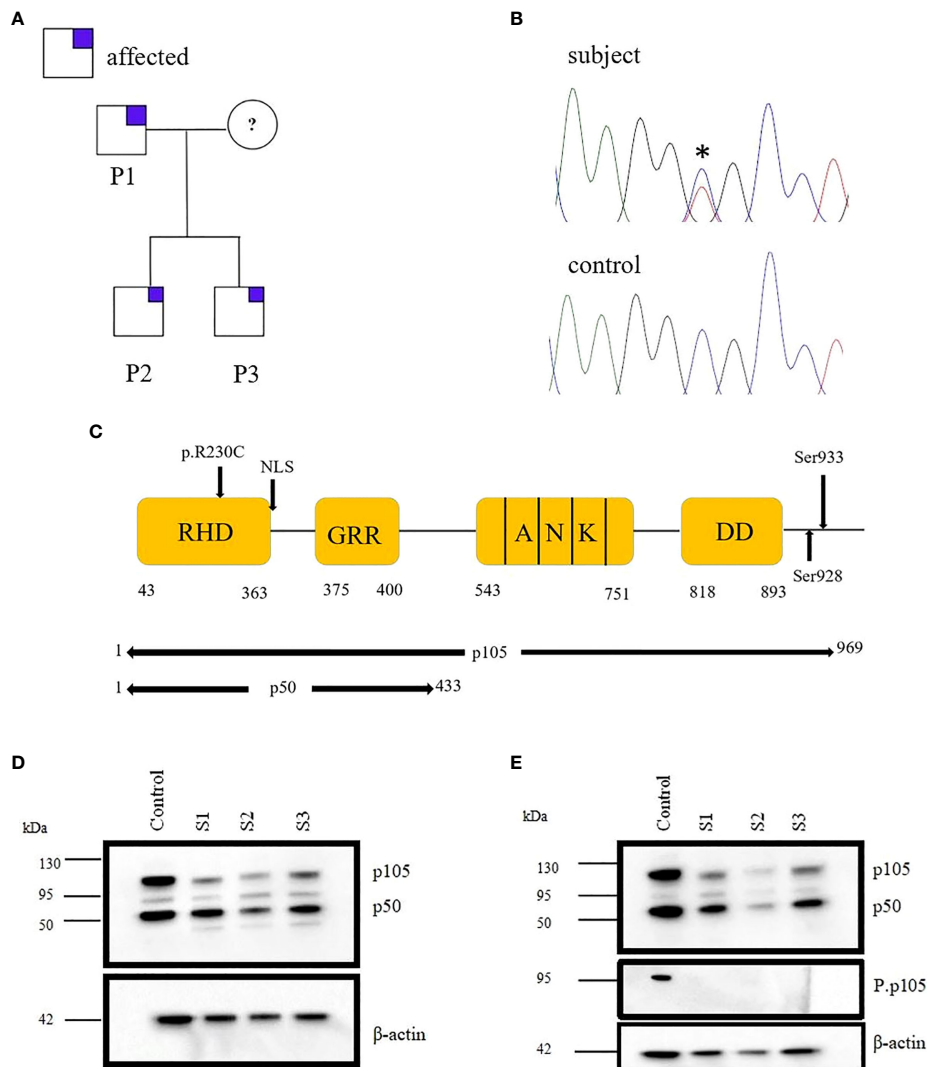 A
affected
?
P1
P2
P3
B
subject
*
control
C
p.R230C
NLS
Ser933
RHD
GRR
A N K
DD
43
363
375
400
543
751
818
893
Ser928
1
p105
969
1
p50
433
D
kDa
Control
S1
S2
S3
130
95
50
p105
p50
42
β-actin
E
kDa
Control
S1
S2
S3
130
95
50
p105
p50
95
P.p105
42
β-actin